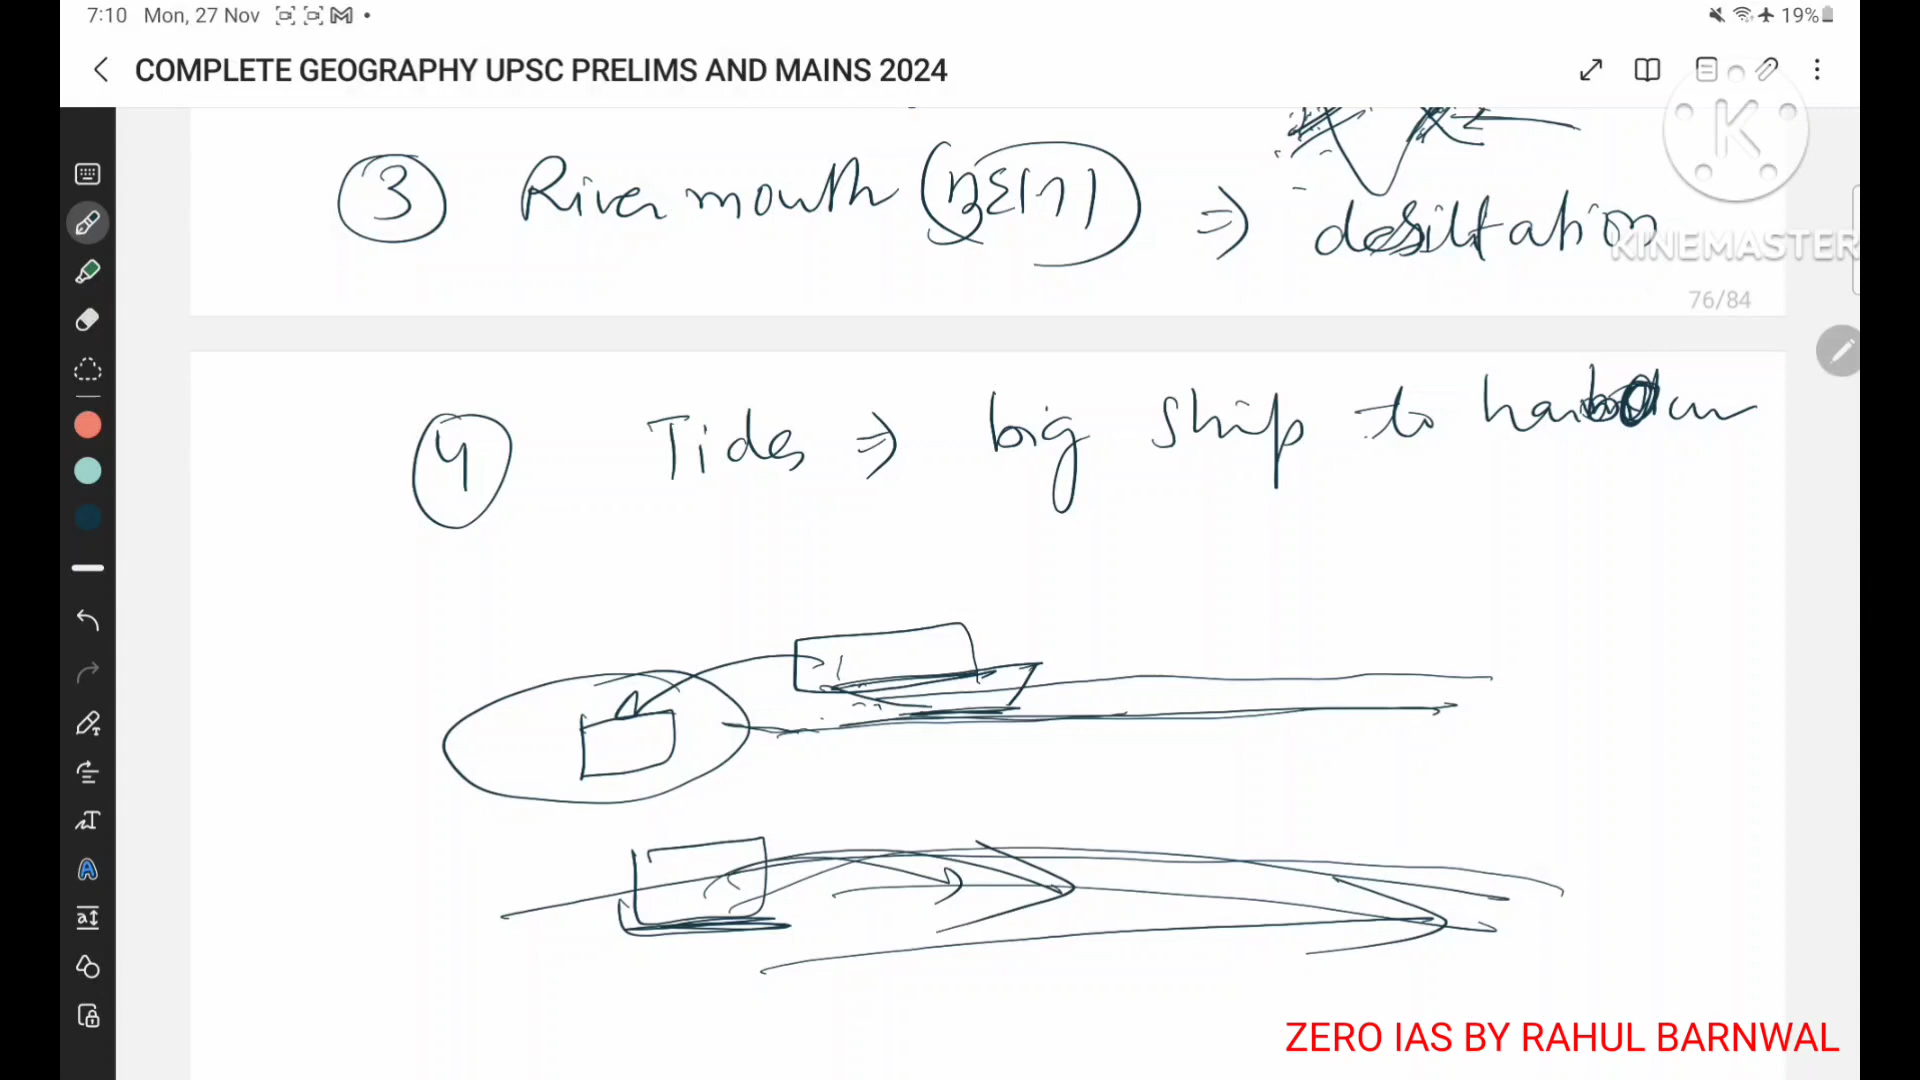 7:10 Mon, 27 Nov
19%
COMPLETE GEOGRAPHY UPSC PRELIMS AND MAINS 2024
K
KINEMASTER
3 River mouth ( ) ⇒ desiltation
76/84
4 Tides ⇒ big ship to harbour
ZERO IAS BY RAHUL BARNWAL